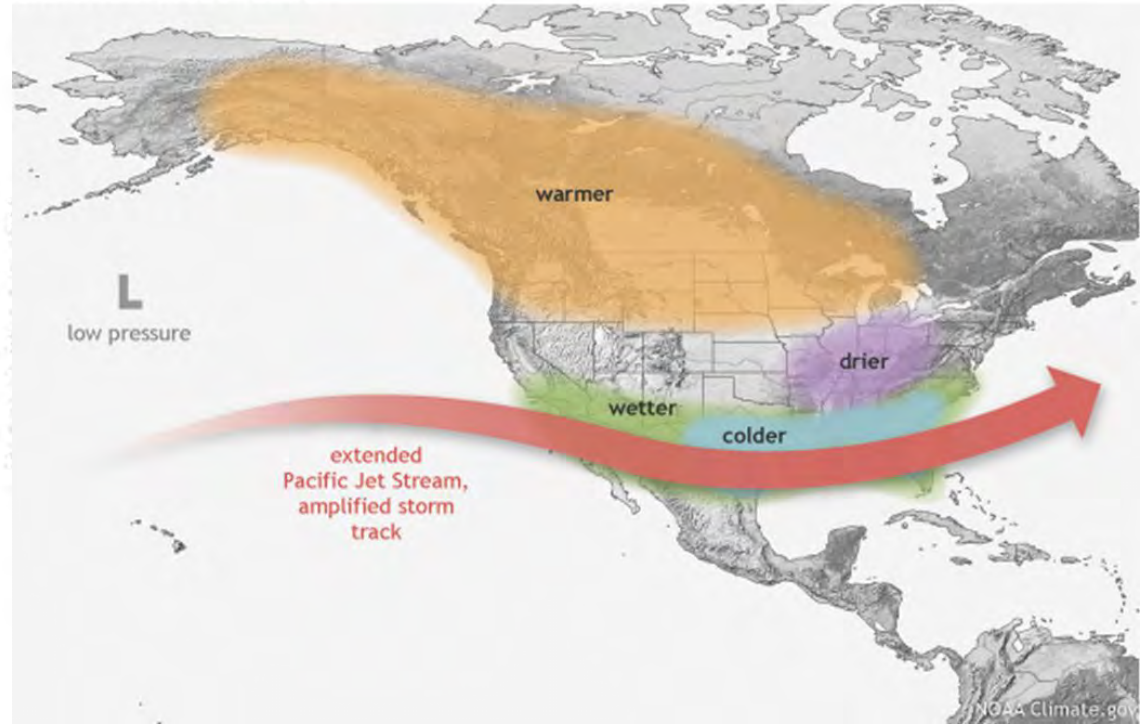 warmer
L
low pressure
drier
wetter
colder
extended
Pacific Jet Stream,
amplified storm
track
NOAA Climate.gov